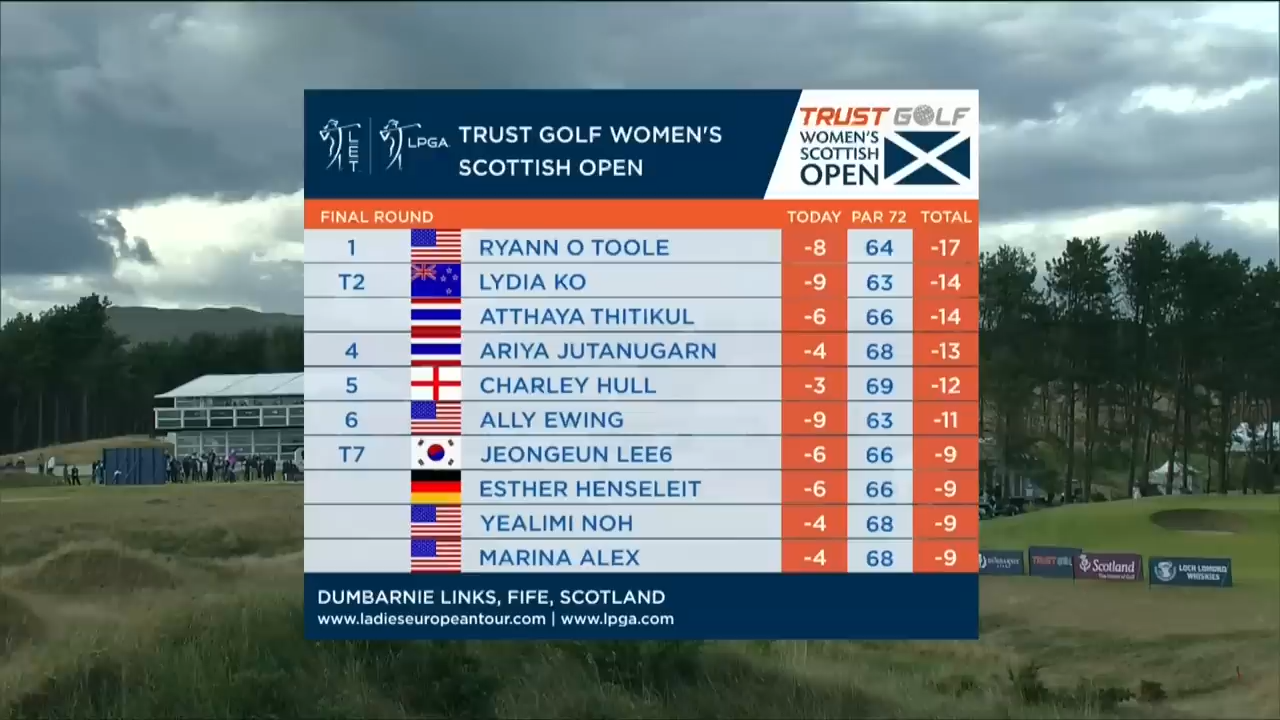 LET
LPGA
TRUST GOLF WOMEN'S
SCOTTISH OPEN
TRUST GOLF
WOMEN'S
SCOTTISH
OPEN
FINAL ROUND TODAY PAR 72 TOTAL
1 RYANN O TOOLE -8 64 -17
T2 LYDIA KO -9 63 -14
ATTHAYA THITIKUL -6 66 -14
4 ARIYA JUTANUGARN -4 68 -13
5 CHARLEY HULL -3 69 -12
6 ALLY EWING -9 63 -11
T7 JEONGEUN LEE6 -6 66 -9
ESTHER HENSELEIT -6 66 -9
YEALIMI NOH -4 68 -9
MARINA ALEX -4 68 -9
DUMBARNIE LINKS, FIFE, SCOTLAND
www.ladieseuropeantour.com | www.lpga.com
TRUST GOLF
Scotland
LOCH LOMOND
WHISKIES